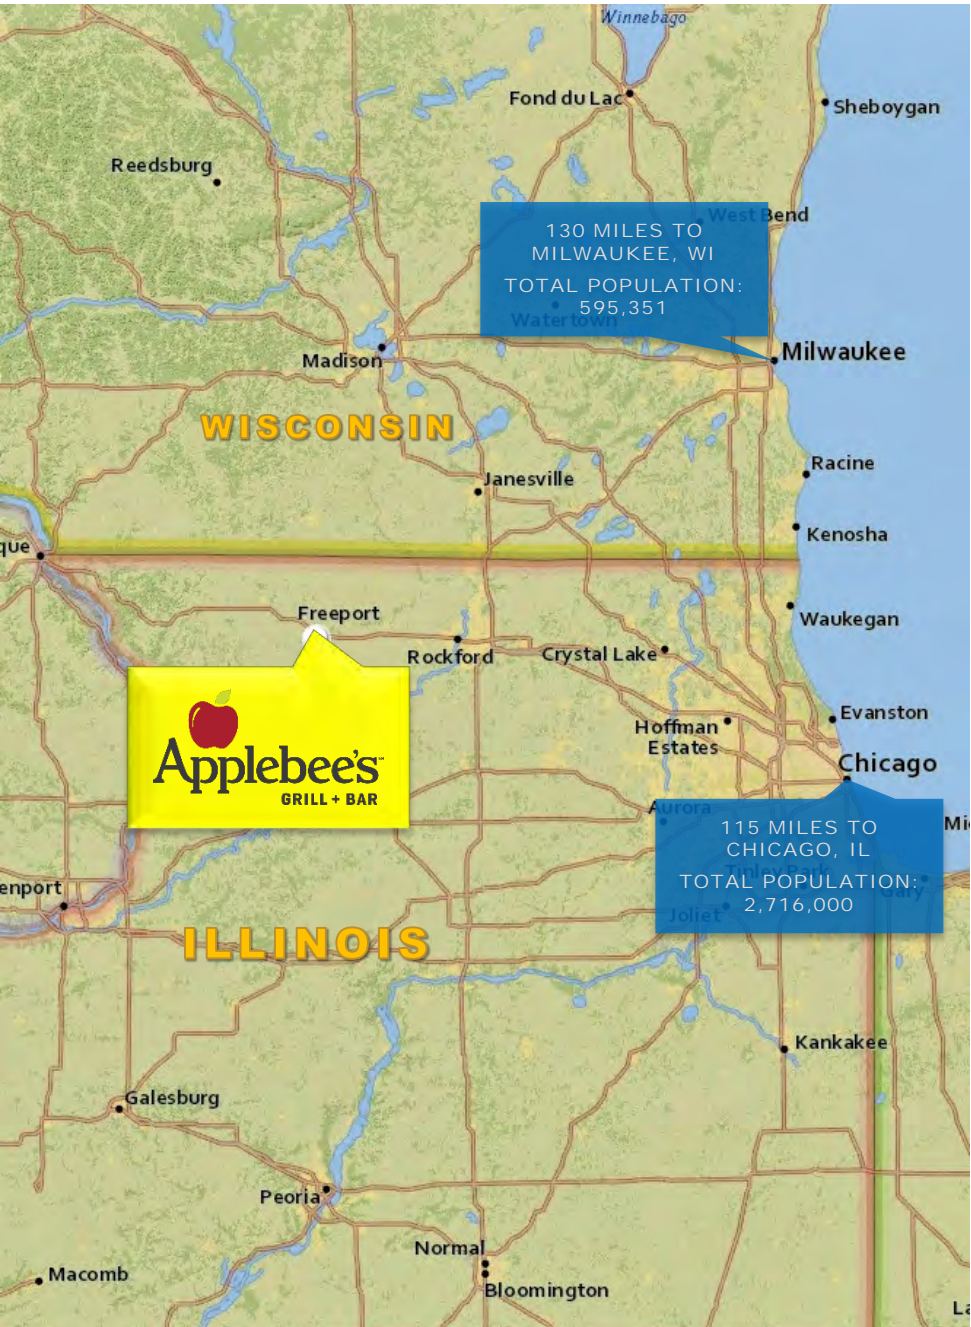 Winnebago
Fond du Lac
Sheboygan
Reedsburg
West Bend
130 MILES TO
MILWAUKEE, WI
TOTAL POPULATION:
595,351
Watertown
Milwaukee
Madison
WISCONSIN
Racine
Janesville
Kenosha
que
Freeport
Waukegan
Rockford
Crystal Lake
Evanston
Hoffman
Estates
Chicago
Applebee's
GRILL + BAR
Aurora
115 MILES TO
CHICAGO, IL
Mi
Tinley Park
TOTAL POPULATION:
2,716,000
Gary
enport
Joliet
ILLINOIS
Kankakee
Galesburg
Peoria
Normal
Macomb
Bloomington
La